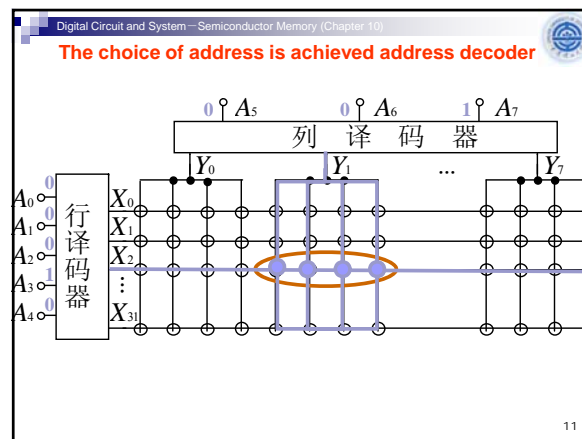 Digital Circuit and System－Semiconductor Memory (Chapter 10)
The choice of address is achieved address decoder
0 A5 0 A6 1 A7
列译码器
Y0 Y1 ... Y7
0
A0 X0
0
A1 X1
0
A2 X2
1
A3 ⋮
0
A4 X31
行译码器
11